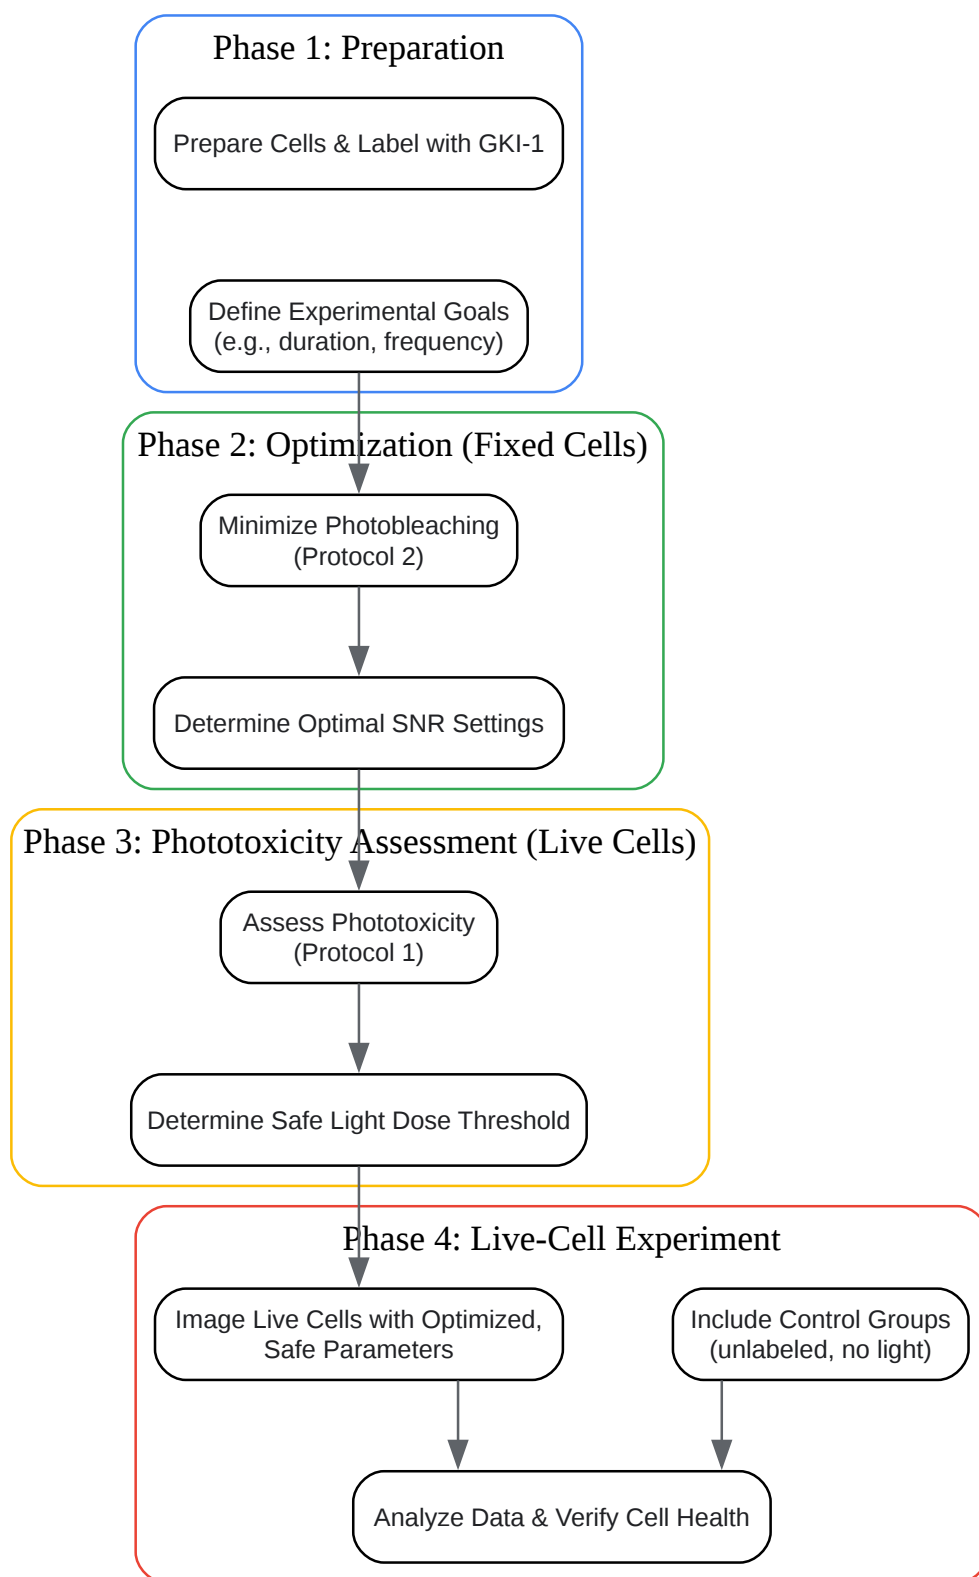 Phase 1: Preparation
Prepare Cells & Label with GKI-1
Define Experimental Goals
(e.g., duration, frequency)
Phase 2: Optimization (Fixed Cells)
Minimize Photobleaching
(Protocol 2)
Determine Optimal SNR Settings
Phase 3: Phototoxicity Assessment (Live Cells)
Assess Phototoxicity
(Protocol 1)
Determine Safe Light Dose Threshold
Phase 4: Live-Cell Experiment
Image Live Cells with Optimized,
Safe Parameters
Include Control Groups
(unlabeled, no light)
Analyze Data & Verify Cell Health